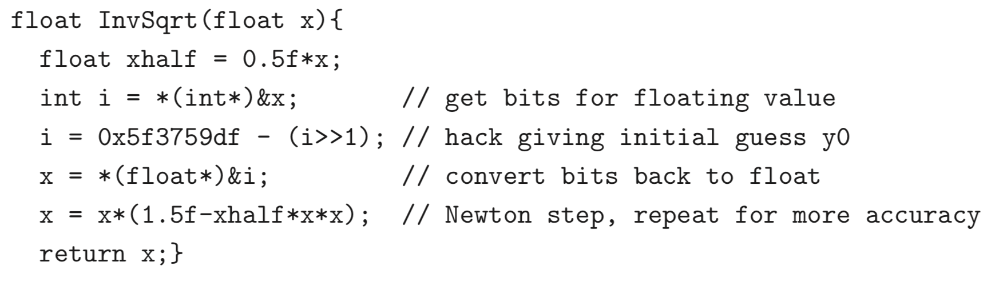 float InvSqrt(float x){
  float xhalf = 0.5f*x;
  int i = *(int*)&x;       // get bits for floating value
  i = 0x5f3759df - (i>>1); // hack giving initial guess y0
  x = *(float*)&i;         // convert bits back to float
  x = x*(1.5f-xhalf*x*x);  // Newton step, repeat for more accuracy
  return x;}